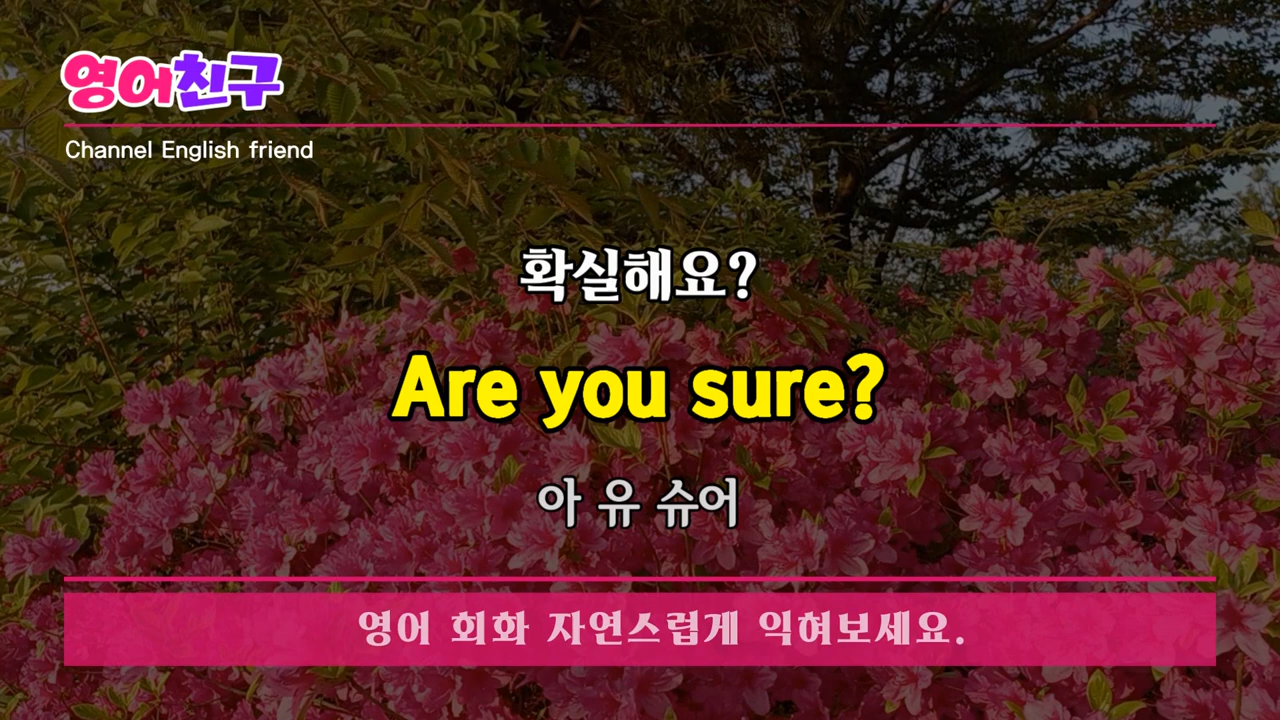 영어친구
Channel English friend
확실해요?
Are you sure?
아 유 슈어
영어 회화 자연스럽게 익혀보세요.